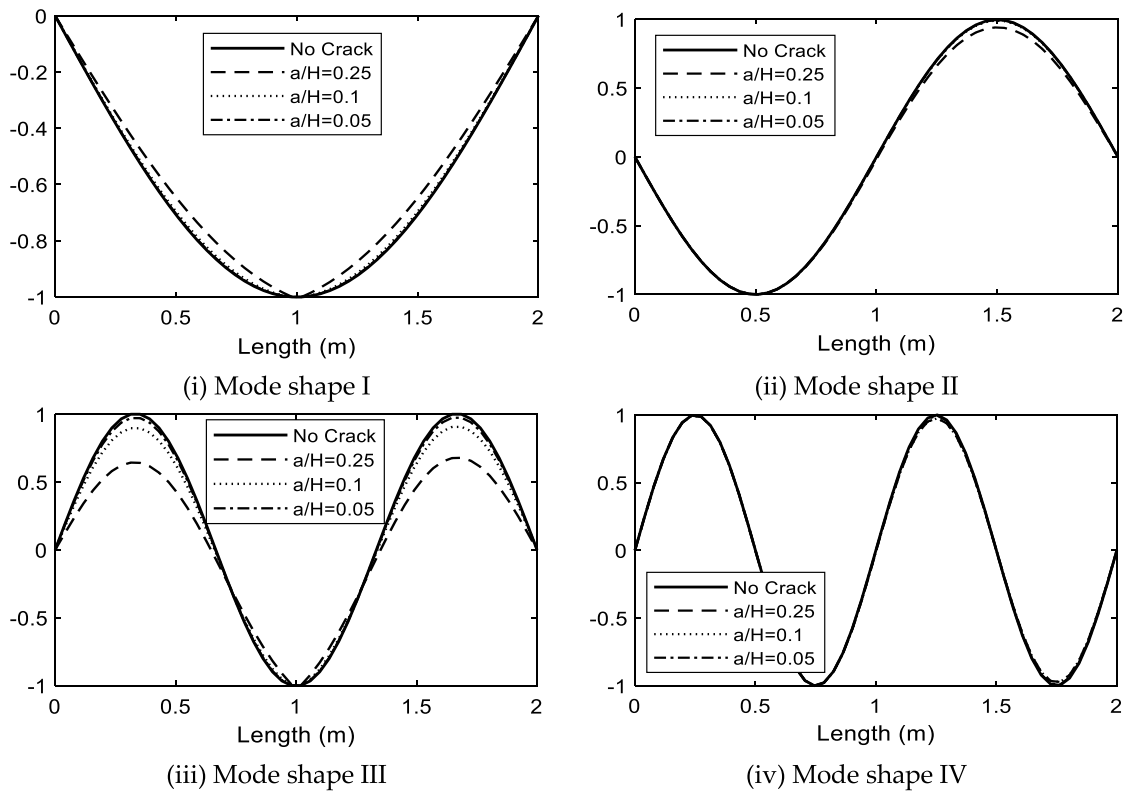 0
-0.2
-0.4
-0.6
-0.8
-1
0 0.5 1 1.5 2
Length (m)
No Crack
a/H=0.25
a/H=0.1
a/H=0.05
(i) Mode shape I
1
0.5
0
-0.5
-1
0 0.5 1 1.5 2
Length (m)
No Crack
a/H=0.25
a/H=0.1
a/H=0.05
(ii) Mode shape II
1
0.5
0
-0.5
-1
0 0.5 1 1.5 2
Length (m)
No Crack
a/H=0.25
a/H=0.1
a/H=0.05
(iii) Mode shape III
1
0.5
0
-0.5
-1
0 0.5 1 1.5 2
Length (m)
No Crack
a/H=0.25
a/H=0.1
a/H=0.05
(iv) Mode shape IV